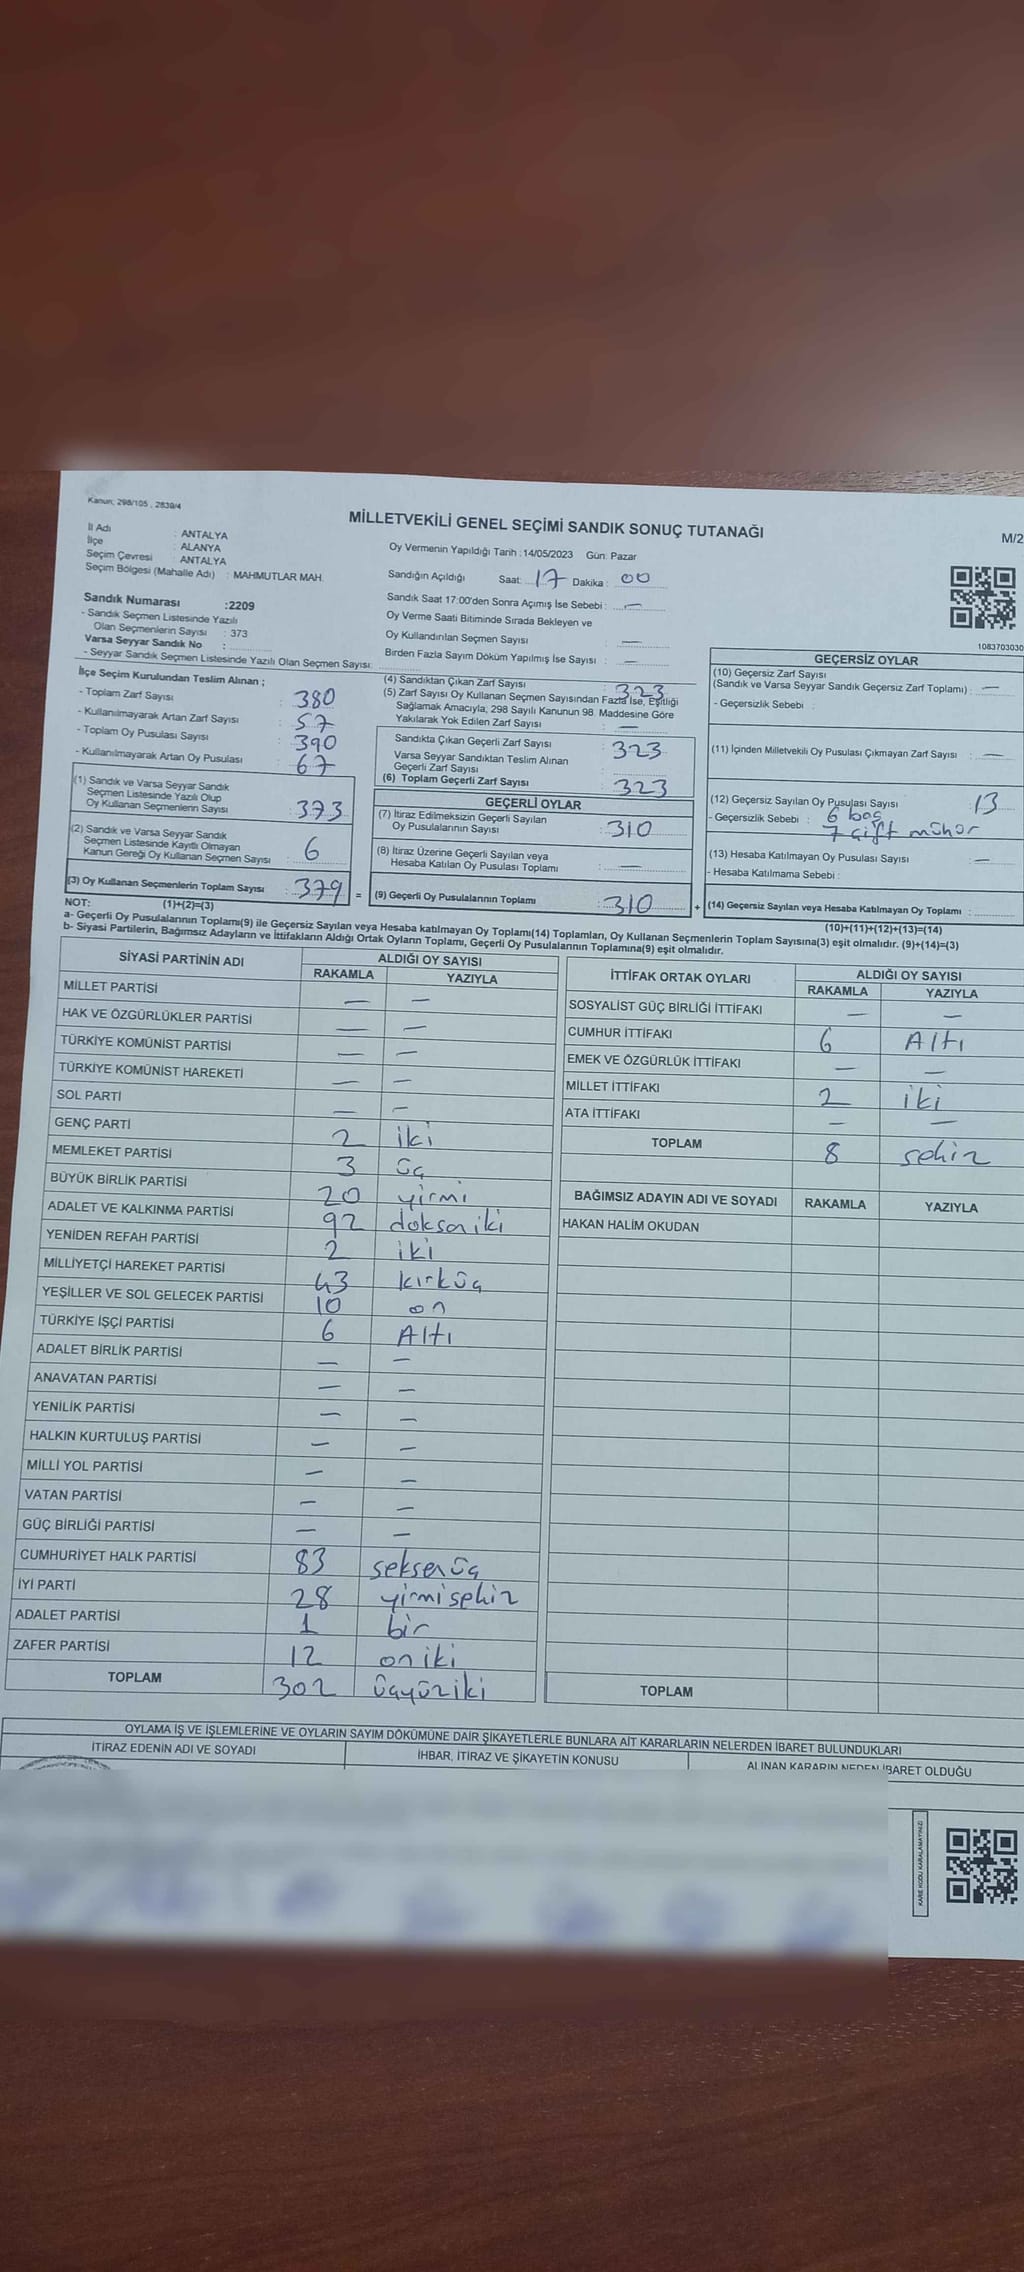 Kanun; 298/105 , 2839/4
MİLLETVEKİLİ GENEL SEÇİMİ SANDIK SONUÇ TUTANAĞI
M/2
İl Adı : ANTALYA
İlçe : ALANYA
Seçim Çevresi : ANTALYA
Seçim Bölgesi (Mahalle Adı) : MAHMUTLAR MAH.
Sandık Numarası :2209
- Sandık Seçmen Listesinde Yazılı
Olan Seçmenlerin Sayısı : 373
Varsa Seyyar Sandık No :
- Seyyar Sandık Seçmen Listesinde Yazılı Olan Seçmen Sayısı:
Oy Vermenin Yapıldığı Tarih : 14/05/2023 Gün: Pazar
Sandığın Açıldığı Saat: 17 Dakika : 00
Sandık Saat 17:00'den Sonra Açımış İse Sebebi : —
Oy Verme Saati Bitiminde Sırada Bekleyen ve
Oy Kullandırılan Seçmen Sayısı —
Birden Fazla Sayım Döküm Yapılmış İse Sayısı : —
1083703030
İlçe Seçim Kurulundan Teslim Alınan ;
- Toplam Zarf Sayısı : 380
- Kullanılmayarak Artan Zarf Sayısı : 57
- Toplam Oy Pusulası Sayısı : 390
- Kullanılmayarak Artan Oy Pusulası : 67
(1) Sandık ve Varsa Seyyar Sandık
Seçmen Listesinde Yazılı Olup
Oy Kullanan Seçmenlerin Sayısı : 373
(2) Sandık ve Varsa Seyyar Sandık
Seçmen Listesinde Kayıtlı Olmayan
Kanun Gereği Oy Kullanan Seçmen Sayısı : 6
(3) Oy Kullanan Seçmenlerin Toplam Sayısı : 379 =
(4) Sandıktan Çıkan Zarf Sayısı : 323
(5) Zarf Sayısı Oy Kullanan Seçmen Sayısından Fazla İse, Eşitliği
Sağlamak Amacıyla; 298 Sayılı Kanunun 98. Maddesine Göre
Yakılarak Yok Edilen Zarf Sayısı : —
Sandıkta Çıkan Geçerli Zarf Sayısı : 323
Varsa Seyyar Sandıktan Teslim Alınan
Geçerli Zarf Sayısı :
(6) Toplam Geçerli Zarf Sayısı : 323
GEÇERLİ OYLAR
(7) İtiraz Edilmeksizin Geçerli Sayılan
Oy Pusulalarının Sayısı : 310
(8) İtiraz Üzerine Geçerli Sayılan veya
Hesaba Katılan Oy Pusulası Toplamı : —
(9) Geçerli Oy Pusulalarının Toplamı : 310 +
GEÇERSİZ OYLAR
(10) Geçersiz Zarf Sayısı
(Sandık ve Varsa Seyyar Sandık Geçersiz Zarf Toplamı) : —
- Geçersizlik Sebebi :
(11) İçinden Milletvekili Oy Pusulası Çıkmayan Zarf Sayısı : —
(12) Geçersiz Sayılan Oy Pusulası Sayısı : 13
- Geçersizlik Sebebi : 6 boş
7 çift mühür
(13) Hesaba Katılmayan Oy Pusulası Sayısı : —
- Hesaba Katılmama Sebebi :
(14) Geçersiz Sayılan veya Hesaba Katılmayan Oy Toplamı :
NOT: (1)+(2)=(3) (10)+(11)+(12)+(13)=(14)
a- Geçerli Oy Pusulalarının Toplamı(9) ile Geçersiz Sayılan veya Hesaba katılmayan Oy Toplamı(14) Toplamları, Oy Kullanan Seçmenlerin Toplam Sayısına(3) eşit olmalıdır. (9)+(14)=(3)
b- Siyasi Partilerin, Bağımsız Adayların ve İttifakların Aldığı Ortak Oyların Toplamı, Geçerli Oy Pusulalarının Toplamına(9) eşit olmalıdır.
SİYASİ PARTİNİN ADI ALDIĞI OY SAYISI
RAKAMLA YAZIYLA
MİLLET PARTİSİ — —
HAK VE ÖZGÜRLÜKLER PARTİSİ — —
TÜRKİYE KOMÜNİST PARTİSİ — —
TÜRKİYE KOMÜNİST HAREKETİ — —
SOL PARTİ — —
GENÇ PARTİ 2 iki
MEMLEKET PARTİSİ 3 üç
BÜYÜK BİRLİK PARTİSİ 20 yirmi
ADALET VE KALKINMA PARTİSİ 92 doksan iki
YENİDEN REFAH PARTİSİ 2 iki
MİLLİYETÇİ HAREKET PARTİSİ 43 kırküç
YEŞİLLER VE SOL GELECEK PARTİSİ 10 on
TÜRKİYE İŞÇİ PARTİSİ 6 Altı
ADALET BİRLİK PARTİSİ — —
ANAVATAN PARTİSİ — —
YENİLİK PARTİSİ — —
HALKIN KURTULUŞ PARTİSİ — —
MİLLİ YOL PARTİSİ — —
VATAN PARTİSİ — —
GÜÇ BİRLİĞİ PARTİSİ — —
CUMHURİYET HALK PARTİSİ 83 seksen üç
İYİ PARTİ 28 yirmi sekiz
ADALET PARTİSİ 1 bir
ZAFER PARTİSİ 12 on iki
TOPLAM 302 üçyüziki
İTTİFAK ORTAK OYLARI ALDIĞI OY SAYISI
RAKAMLA YAZIYLA
SOSYALİST GÜÇ BİRLİĞİ İTTİFAKI — —
CUMHUR İTTİFAKI 6 Altı
EMEK VE ÖZGÜRLÜK İTTİFAKI — —
MİLLET İTTİFAKI 2 iki
ATA İTTİFAKI — —
TOPLAM 8 sekiz
BAĞIMSIZ ADAYIN ADI VE SOYADI RAKAMLA YAZIYLA
HAKAN HALİM OKUDAN
TOPLAM
OYLAMA İŞ VE İŞLEMLERİNE VE OYLARIN SAYIM DÖKÜMÜNE DAİR ŞİKAYETLERLE BUNLARA AİT KARARLARIN NELERDEN İBARET BULUNDUKLARI
İTİRAZ EDENİN ADI VE SOYADI İHBAR, İTİRAZ VE ŞİKAYETİN KONUSU ALINAN KARARIN NEDEN İBARET OLDUĞU
KARE KODU KARALAMAYINIZ!